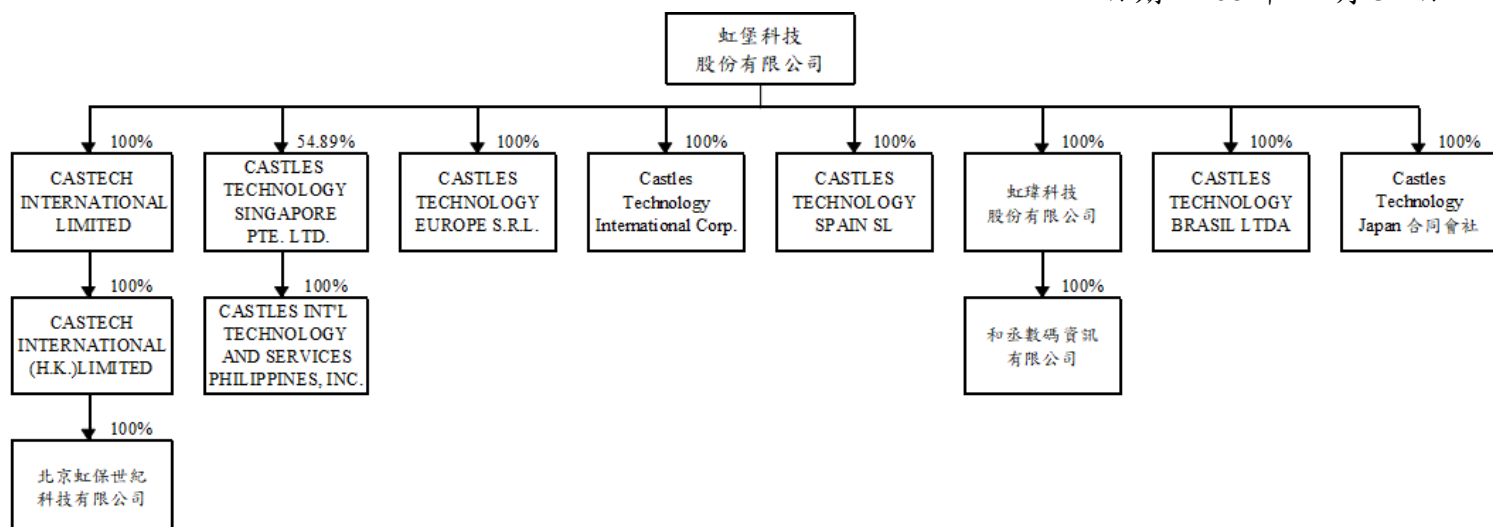 虹堡科技
股份有限公司
100%
54.89%
100%
100%
100%
100%
100%
100%
CASTECH
INTERNATIONAL
LIMITED
CASTLES
TECHNOLOGY
SINGAPORE
PTE. LTD.
CASTLES
TECHNOLOGY
EUROPE S.R.L.
Castles
Technology
International Corp.
CASTLES
TECHNOLOGY
SPAIN SL
虹瑋科技
股份有限公司
CASTLES
TECHNOLOGY
BRASIL LTDA
Castles
Technology
Japan 合同會社
100%
100%
100%
CASTECH
INTERNATIONAL
(H.K.)LIMITED
CASTLES INT'L
TECHNOLOGY
AND SERVICES
PHILIPPINES, INC.
和丞數碼資訊
有限公司
100%
北京虹保世紀
科技有限公司